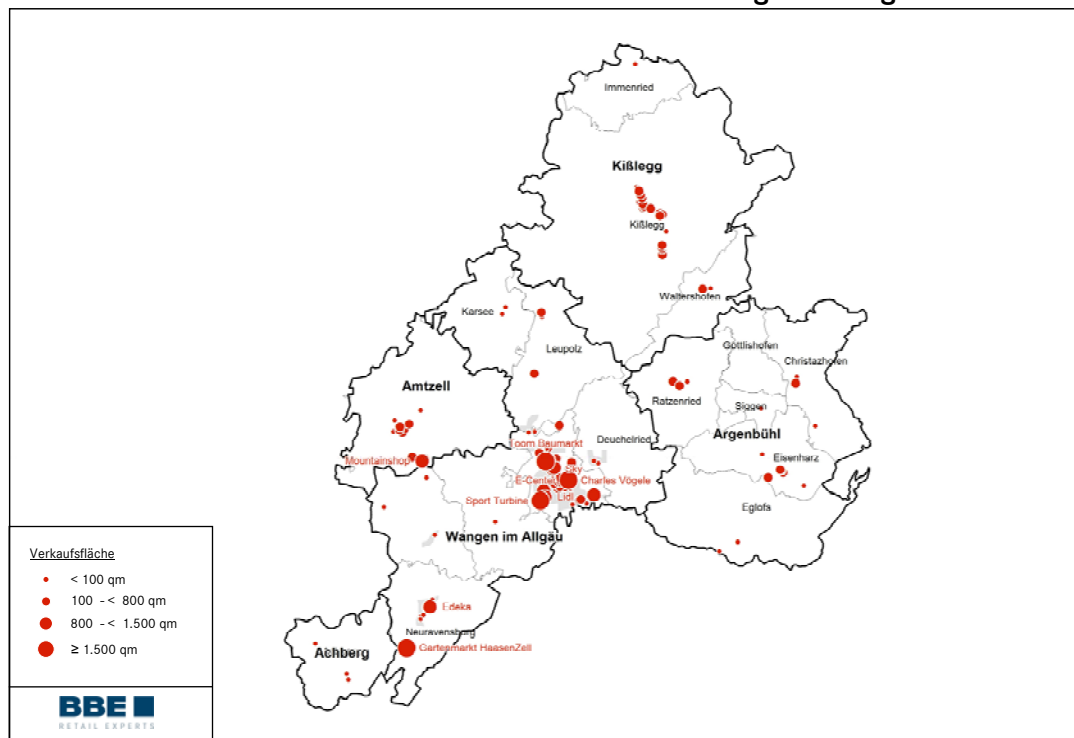 Immenried
Kißlegg
Kißlegg
Waltershofen
Karsee
Leupolz
Göttlishofen
Christazhofen
Amtzell
Ratzenried
Siggen
Argenbühl
Deuchelried
Toom Baumarkt
Eisenharz
Mountainshop
Sky
E-Center
Charles Vögele
Lidl
Sport Turbine
Eglofs
Wangen im Allgäu
Edeka
Neuravensburg
Gartenmarkt HaasenZell
Achberg
Verkaufsfläche
< 100 qm
100 - < 800 qm
800 - < 1.500 qm
≥ 1.500 qm
BBE
RETAIL EXPERTS